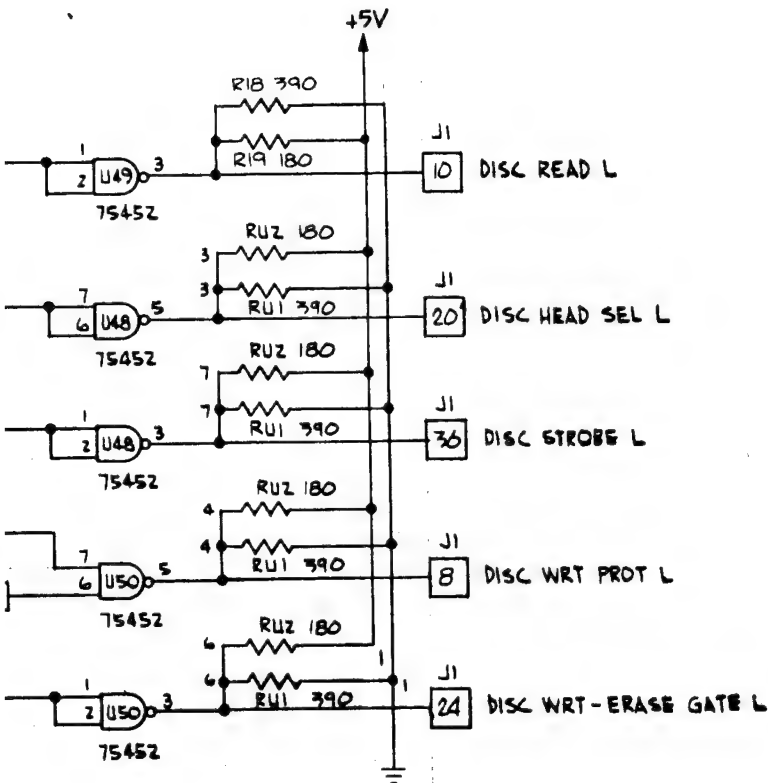 +5V
R18 390
R19 180
1
2
U49
3
75452
J1
10 DISC READ L
RU2 180
3
3
RU1 390
7
6
U48
5
75452
J1
20 DISC HEAD SEL L
RU2 180
7
7
RU1 390
1
2
U48
3
75452
J1
36 DISC STROBE L
RU2 180
4
4
RU1 390
7
6
U50
5
75452
J1
8 DISC WRT PROT L
RU2 180
6
6
RU1 390
1
1
1
2
U50
3
75452
J1
24 DISC WRT-ERASE GATE L